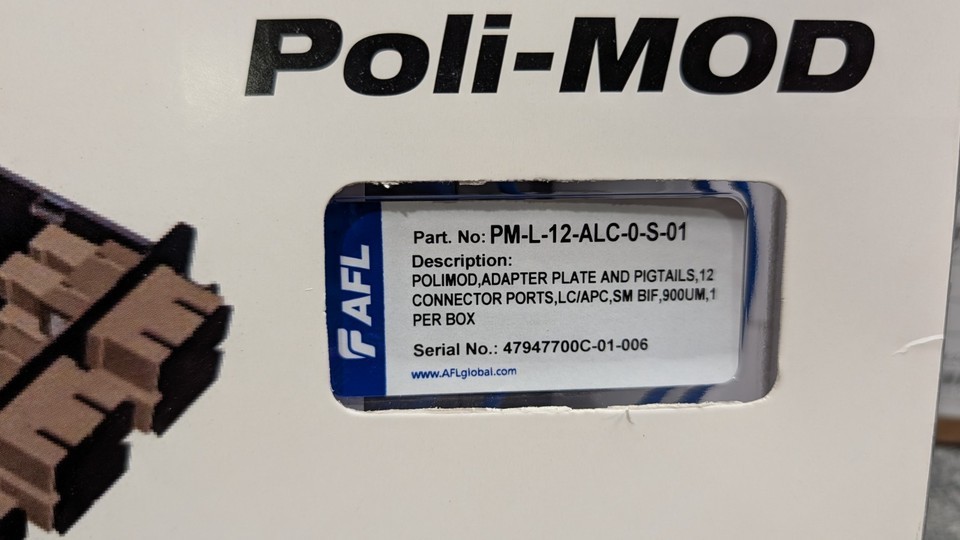 Poli-MOD
AFL
Part. No: PM-L-12-ALC-0-S-01
Description:
POLIMOD,ADAPTER PLATE AND PIGTAILS,12
CONNECTOR PORTS,LC/APC,SM BIF,900UM,1
PER BOX
Serial No.: 47947700C-01-006
www.AFLglobal.com